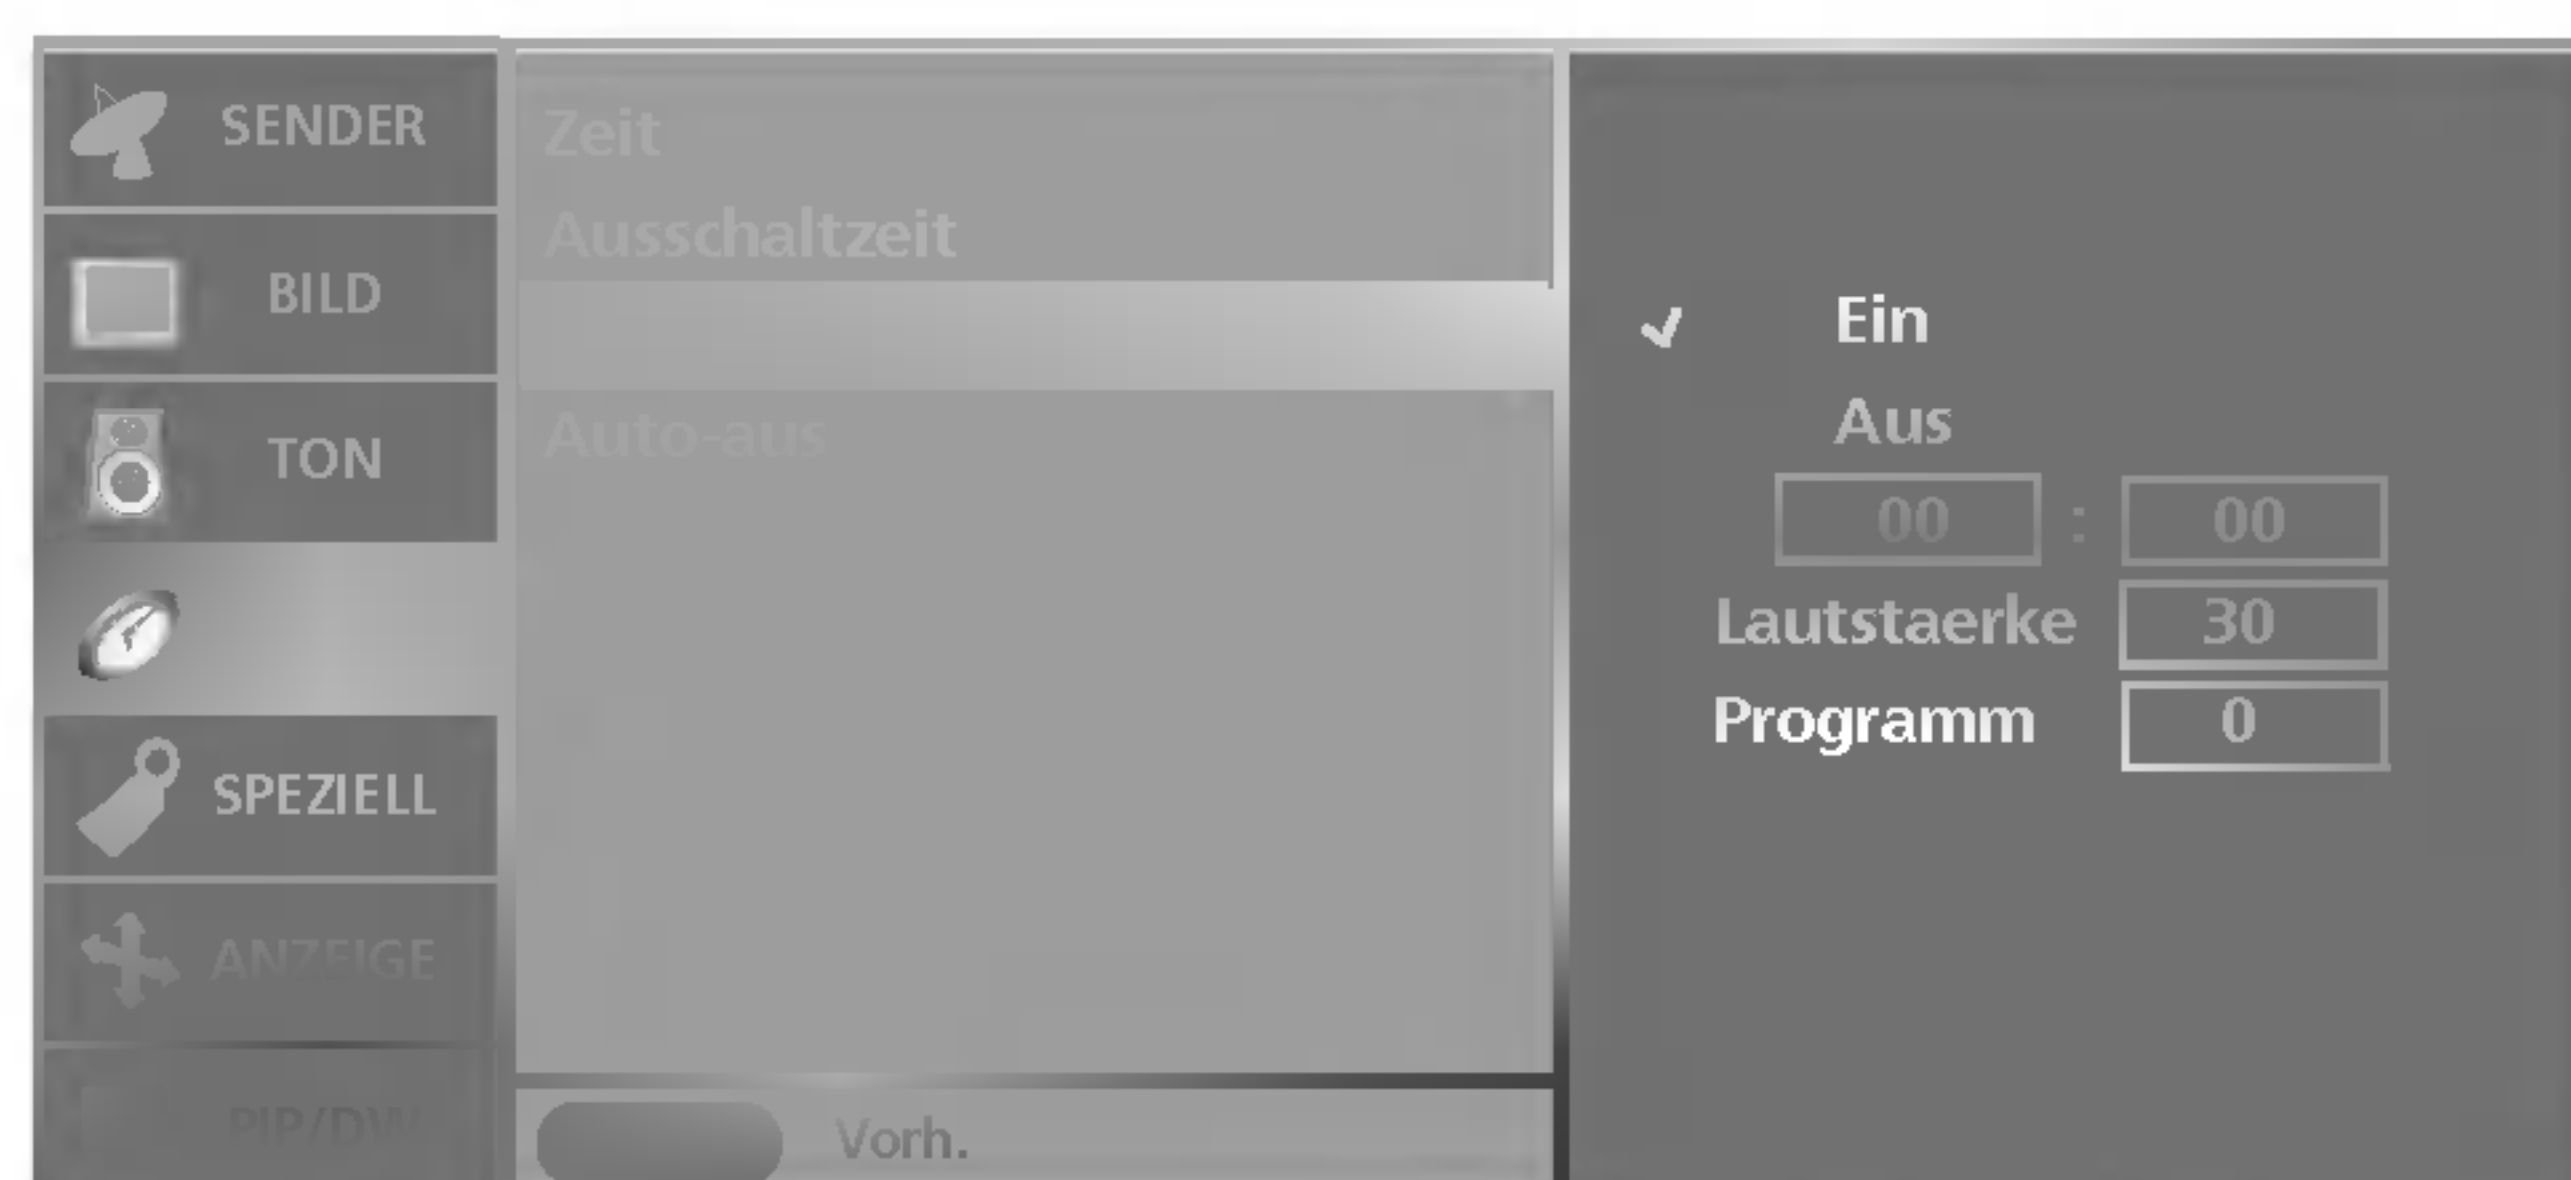 SENDER
BILD
TON
SPEZIELL
ANZEIGE
PIP/DW
Zeit
Ausschaltzeit
Auto-aus
Vorh.
Ein
Aus
00 : 00
Lautstaerke 30
Programm 0